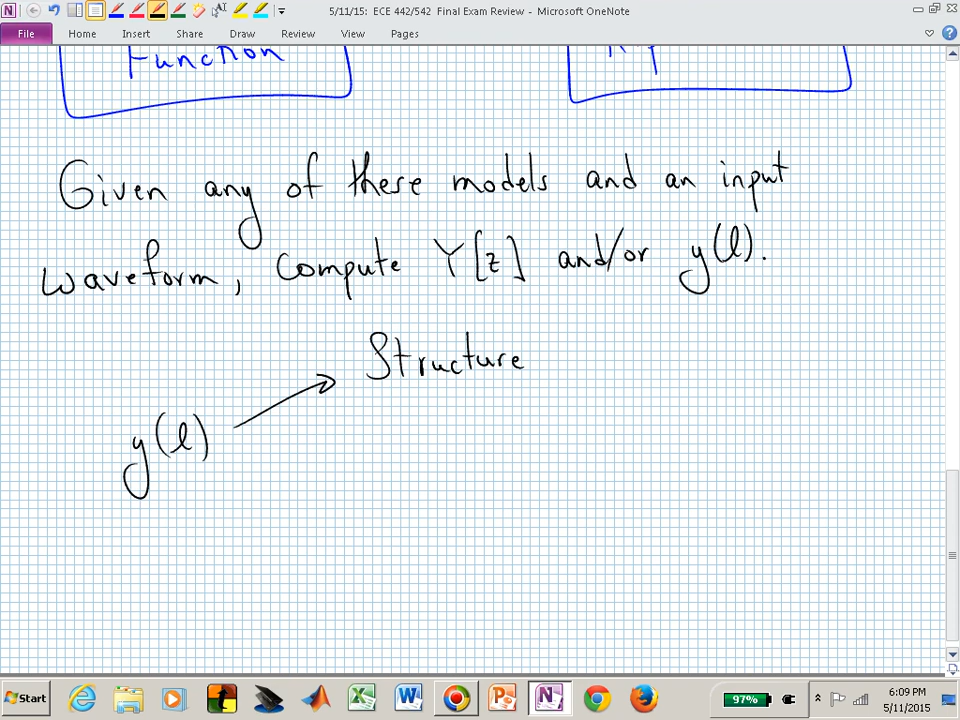 5/11/15: ECE 442/542 Final Exam Review - Microsoft OneNote
File Home Insert Share Draw Review View Pages
Function
Given any of these models and an input
waveform, compute Y[z] and/or y(l).
Structure
y(l)
Start
97%
6:09 PM
5/11/2015